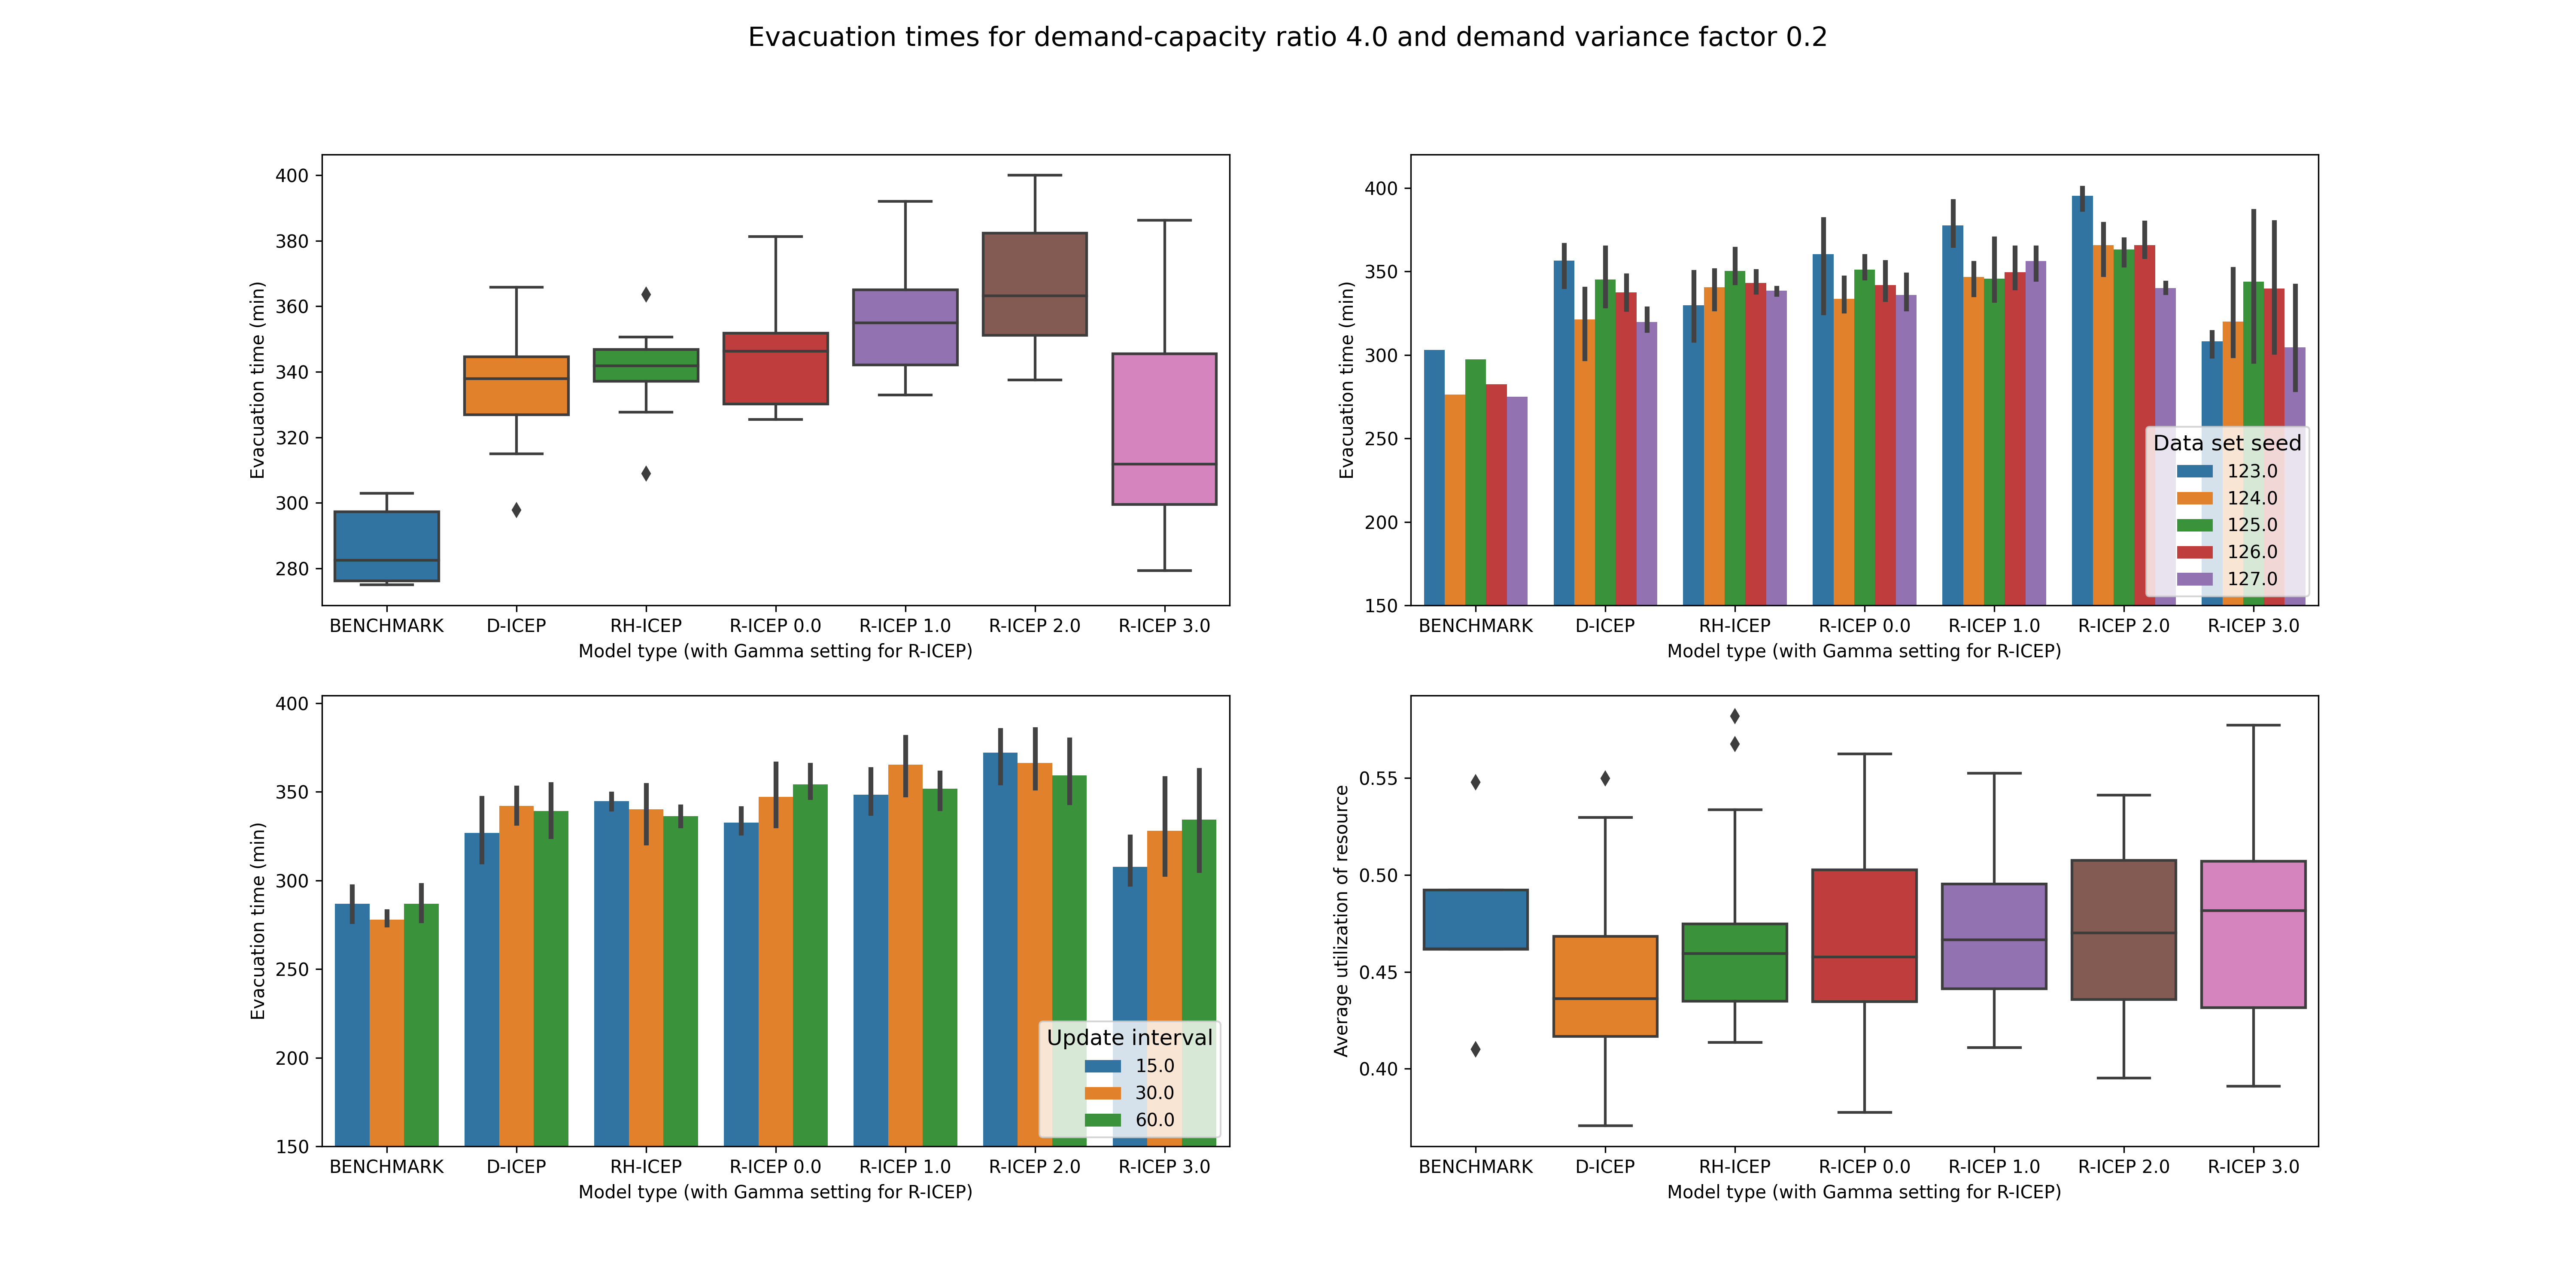 Evacuation times for demand-capacity ratio 4.0 and demand variance factor 0.2
400
380
360
340
320
300
280
Evacuation time (min)
BENCHMARK D-ICEP RH-ICEP R-ICEP 0.0 R-ICEP 1.0 R-ICEP 2.0 R-ICEP 3.0
Model type (with Gamma setting for R-ICEP)
400
350
300
250
200
150
Evacuation time (min)
Data set seed
123.0
124.0
125.0
126.0
127.0
BENCHMARK D-ICEP RH-ICEP R-ICEP 0.0 R-ICEP 1.0 R-ICEP 2.0 R-ICEP 3.0
Model type (with Gamma setting for R-ICEP)
400
350
300
250
200
150
Evacuation time (min)
Update interval
15.0
30.0
60.0
BENCHMARK D-ICEP RH-ICEP R-ICEP 0.0 R-ICEP 1.0 R-ICEP 2.0 R-ICEP 3.0
Model type (with Gamma setting for R-ICEP)
0.55
0.50
0.45
0.40
Average utilization of resource
BENCHMARK D-ICEP RH-ICEP R-ICEP 0.0 R-ICEP 1.0 R-ICEP 2.0 R-ICEP 3.0
Model type (with Gamma setting for R-ICEP)